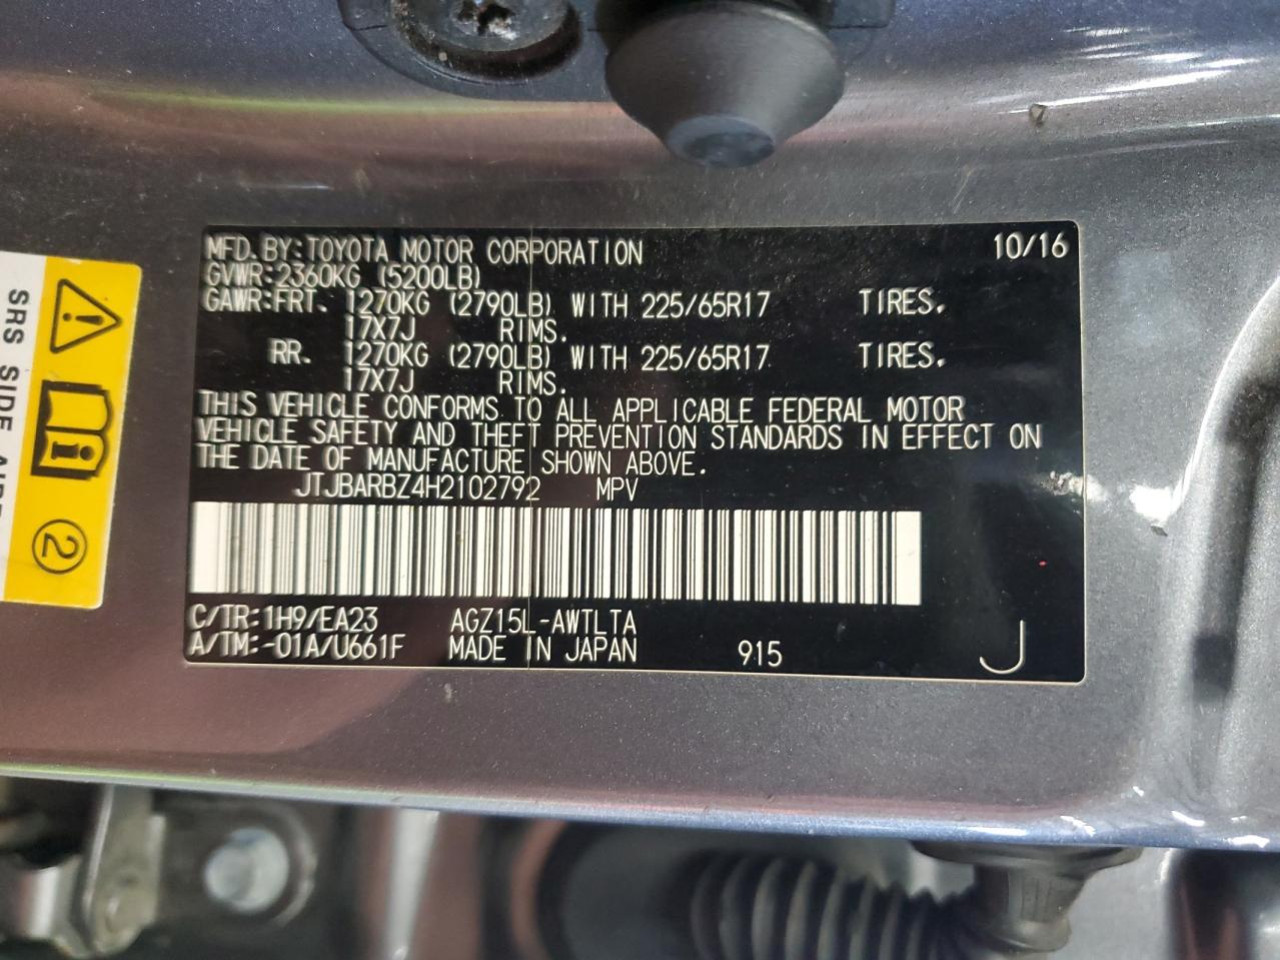 MFD. BY: TOYOTA MOTOR CORPORATION 10/16
GVWR: 2360KG (5200LB)
GAWR: FRT. 1270KG (2790LB) WITH 225/65R17 TIRES.
17X7J RIMS.
RR. 1270KG (2790LB) WITH 225/65R17 TIRES.
17X7J RIMS.
THIS VEHICLE CONFORMS TO ALL APPLICABLE FEDERAL MOTOR
VEHICLE SAFETY AND THEFT PREVENTION STANDARDS IN EFFECT ON
THE DATE OF MANUFACTURE SHOWN ABOVE.
JTJBARBZ4H2102792 MPV
C/TR: 1H9/EA23 AGZ15L-AWTLTA
A/TM: -01A/U661F MADE IN JAPAN 915 J
SRS SIDE
2